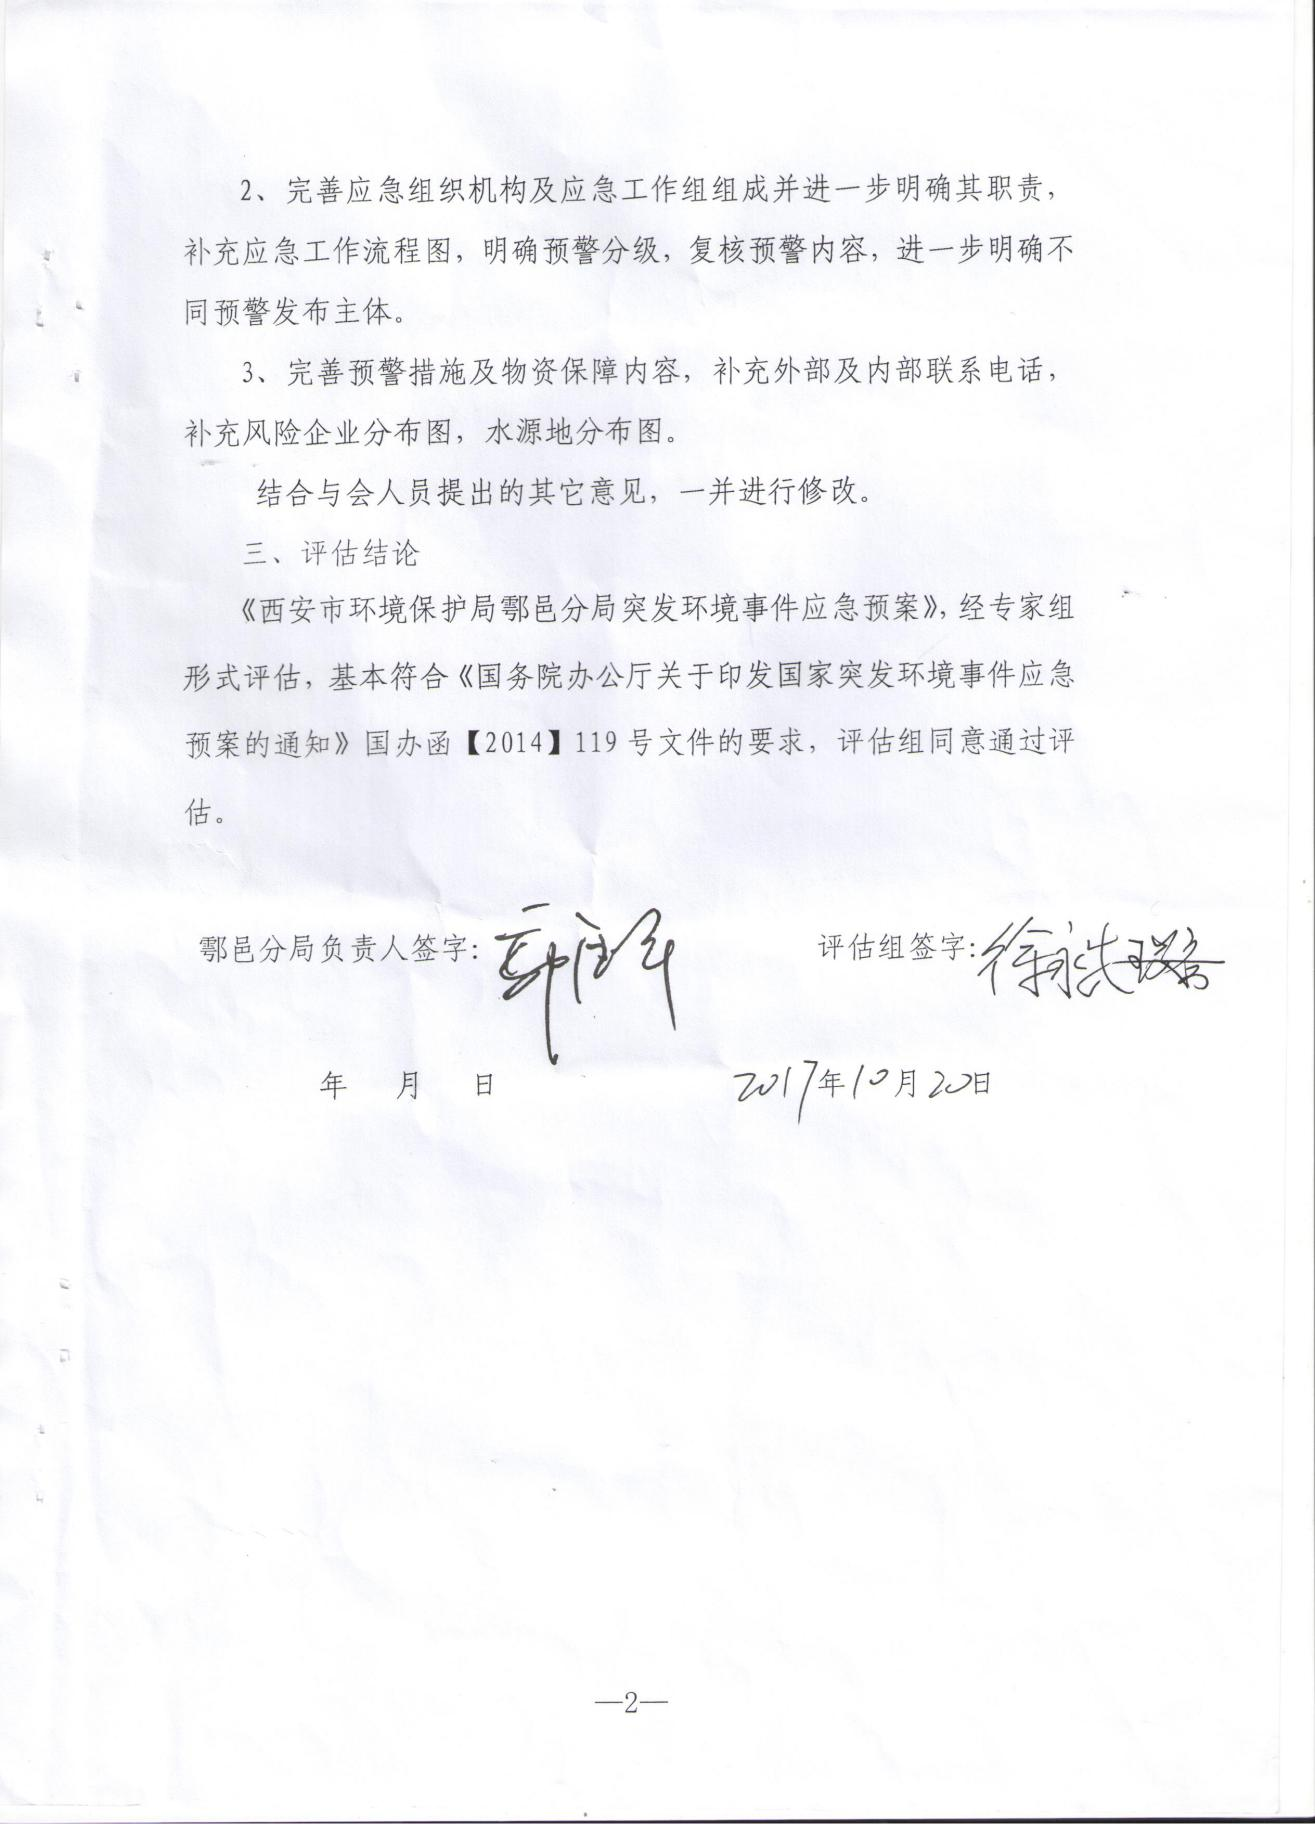 2、完善应急组织机构及应急工作组组成并进一步明确其职责，
补充应急工作流程图，明确预警分级，复核预警内容，进一步明确不
同预警发布主体。
3、完善预警措施及物资保障内容，补充外部及内部联系电话，
补充风险企业分布图，水源地分布图。
结合与会人员提出的其它意见，一并进行修改。
三、评估结论
《西安市环境保护局鄠邑分局突发环境事件应急预案》，经专家组
形式评估，基本符合《国务院办公厅关于印发国家突发环境事件应急
预案的通知》国办函【2014】119号文件的要求，评估组同意通过评
估。
鄠邑分局负责人签字： 评估组签字：
年 月 日 2017年10月20日
—2—